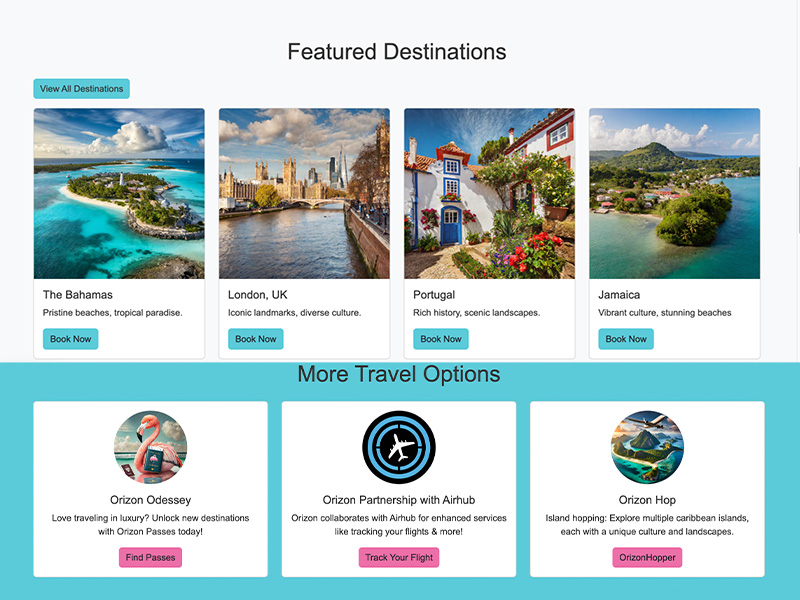 Featured Destinations
View All Destinations
The Bahamas
Pristine beaches, tropical paradise.
Book Now
London, UK
Iconic landmarks, diverse culture.
Book Now
Portugal
Rich history, scenic landscapes.
Book Now
Jamaica
Vibrant culture, stunning beaches
Book Now
More Travel Options
Orizon Odessey
Love traveling in luxury? Unlock new destinations
with Orizon Passes today!
Find Passes
Orizon Partnership with Airhub
Orizon collaborates with Airhub for enhanced services
like tracking your flights & more!
Track Your Flight
Orizon Hop
Island hopping: Explore multiple caribbean islands,
each with a unique culture and landscapes.
OrizonHopper